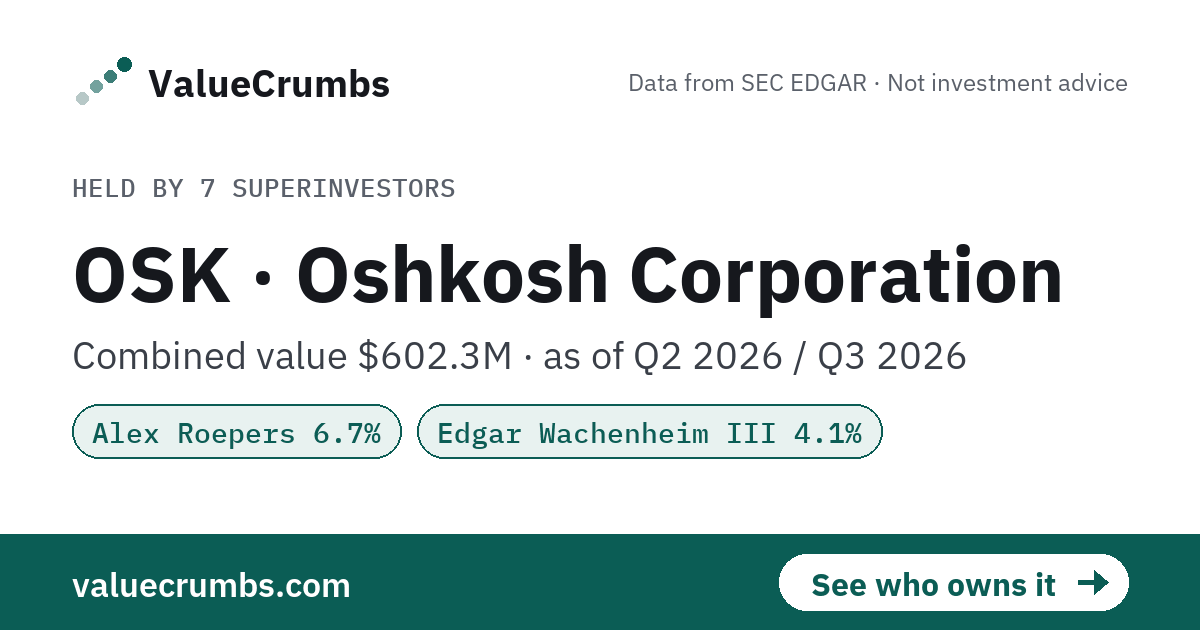 ValueCrumbs
Data from SEC EDGAR · Not investment advice
HELD BY 7 SUPERINVESTORS
OSK · Oshkosh Corporation
Combined value $602.3M · as of Q2 2026 / Q3 2026
Alex Roepers 6.7%
Edgar Wachenheim III 4.1%
valuecrumbs.com
See who owns it →